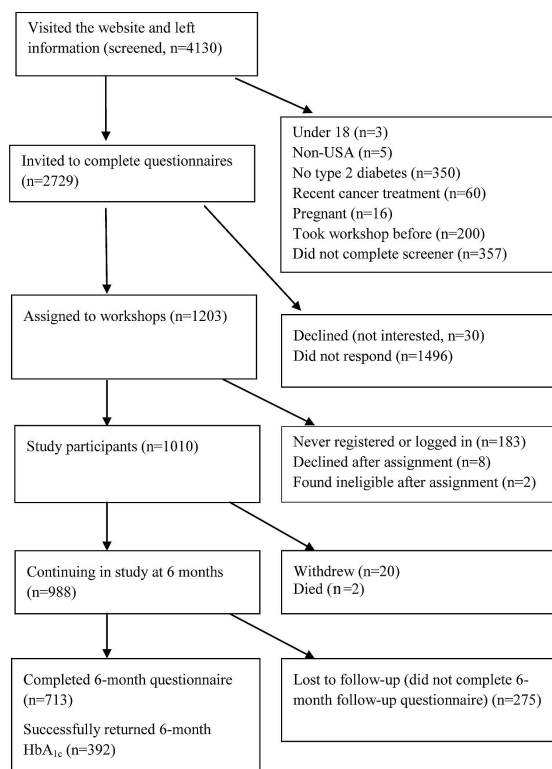 Visited the website and left
information (screened, n=4130)
Under 18 (n=3)
Non-USA (n=5)
No type 2 diabetes (n=350)
Recent cancer treatment (n=60)
Pregnant (n=16)
Took workshop before (n=200)
Did not complete screener (n=357)
Invited to complete questionnaires
(n=2729)
Declined (not interested, n=30)
Did not respond (n=1496)
Assigned to workshops (n=1203)
Never registered or logged in (n=183)
Declined after assignment (n=8)
Found ineligible after assignment (n=2)
Study participants (n=1010)
Withdrew (n=20)
Died (n=2)
Continuing in study at 6 months
(n=988)
Lost to follow-up (did not complete 6-
month follow-up questionnaire) (n=275)
Completed 6-month questionnaire
(n=713)
Successfully returned 6-month
HbA1c (n=392)